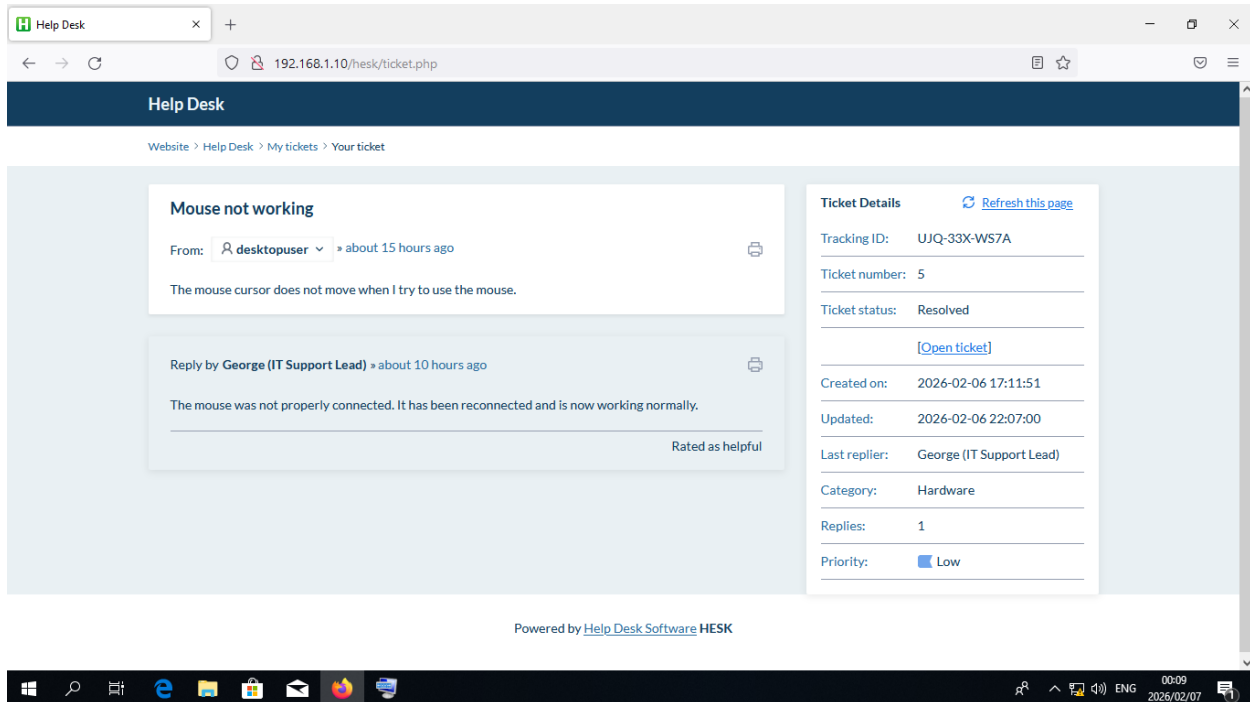 Help Desk
192.168.1.10/hesk/ticket.php
Help Desk
Website > Help Desk > My tickets > Your ticket
Mouse not working
From: desktopuser » about 15 hours ago
The mouse cursor does not move when I try to use the mouse.
Reply by George (IT Support Lead) » about 10 hours ago
The mouse was not properly connected. It has been reconnected and is now working normally.
Rated as helpful
Ticket Details Refresh this page
Tracking ID: UJQ-33X-WS7A
Ticket number: 5
Ticket status: Resolved
[Open ticket]
Created on: 2026-02-06 17:11:51
Updated: 2026-02-06 22:07:00
Last replier: George (IT Support Lead)
Category: Hardware
Replies: 1
Priority: Low
Powered by Help Desk Software HESK
ENG
00:09
2026/02/07
1